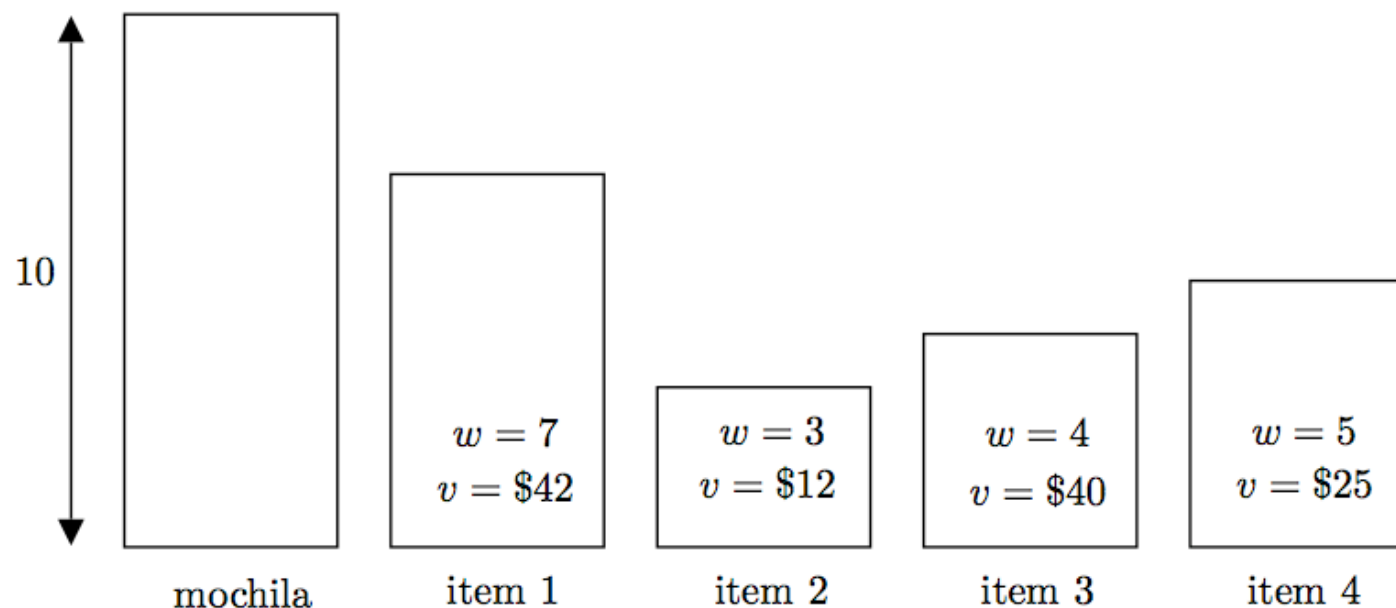 10
w = 7
v = $42
w = 3
v = $12
w = 4
v = $40
w = 5
v = $25
mochila
item 1
item 2
item 3
item 4